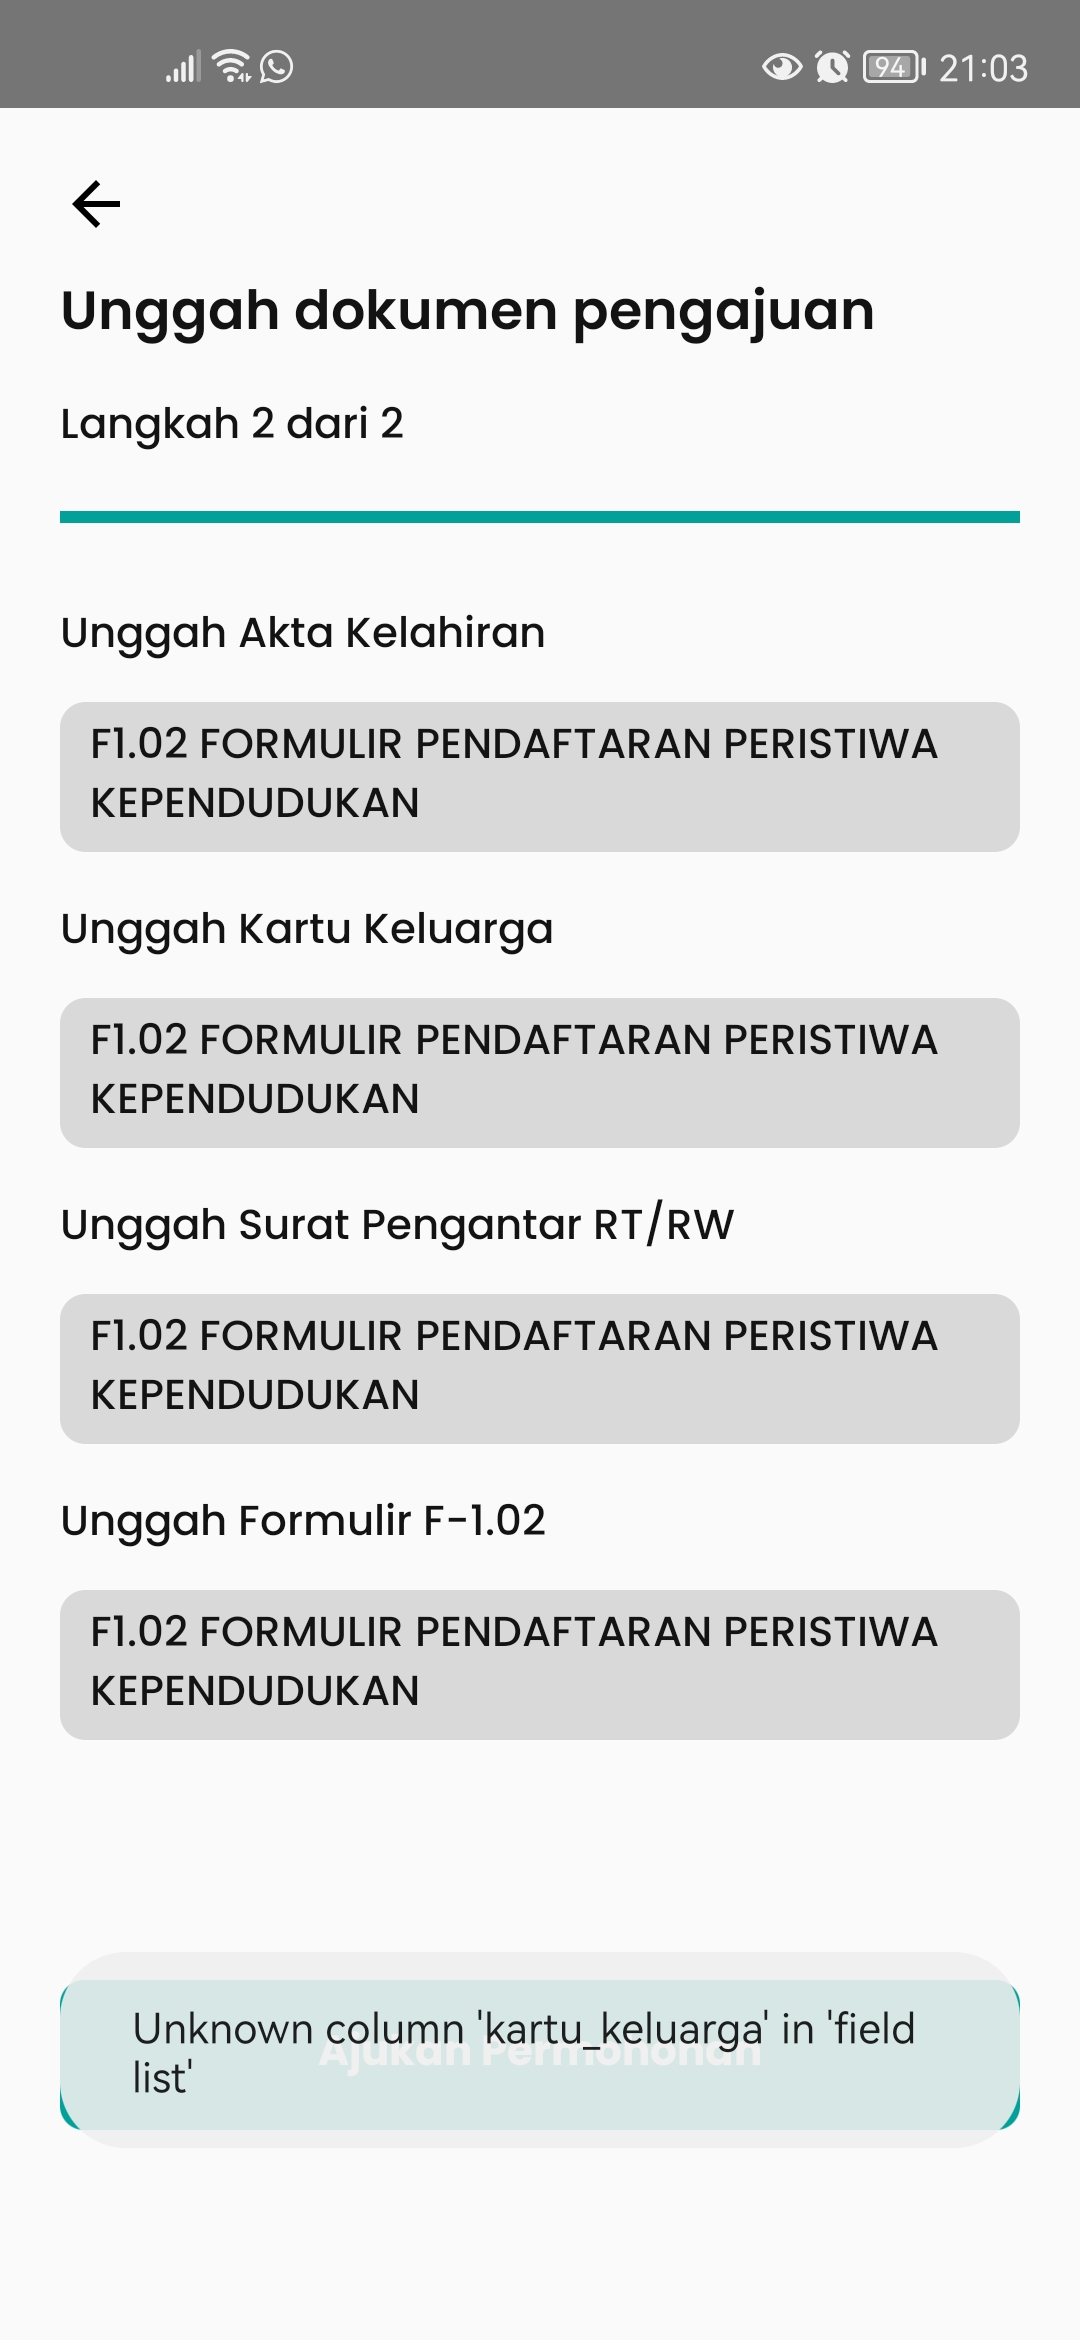 94 21:03
Unggah dokumen pengajuan
Langkah 2 dari 2
Unggah Akta Kelahiran
F1.02 FORMULIR PENDAFTARAN PERISTIWA
KEPENDUDUKAN
Unggah Kartu Keluarga
F1.02 FORMULIR PENDAFTARAN PERISTIWA
KEPENDUDUKAN
Unggah Surat Pengantar RT/RW
F1.02 FORMULIR PENDAFTARAN PERISTIWA
KEPENDUDUKAN
Unggah Formulir F-1.02
F1.02 FORMULIR PENDAFTARAN PERISTIWA
KEPENDUDUKAN
Unknown column 'kartu_keluarga' in 'field
Ajukan Permohonan
list'